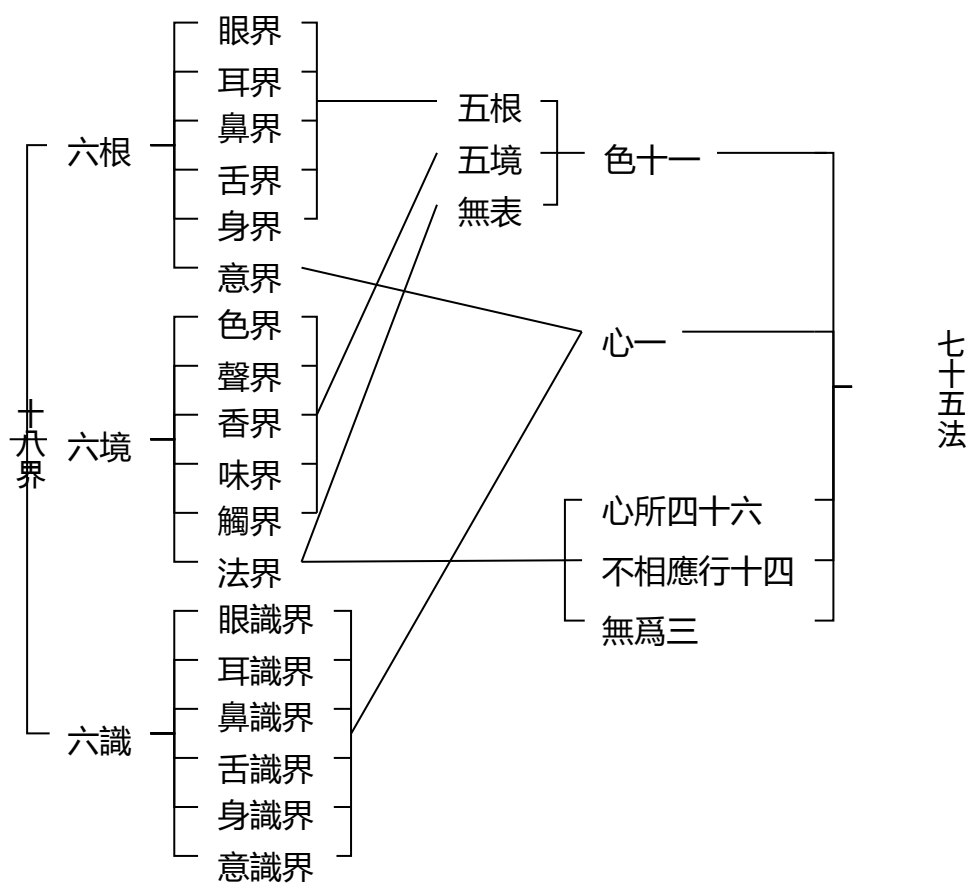 十八界
六根
眼界
耳界
鼻界
舌界
身界
意界
六境
色界
聲界
香界
味界
觸界
法界
六識
眼識界
耳識界
鼻識界
舌識界
身識界
意識界
五根
五境
無表
色十一
心一
心所四十六
不相應行十四
無爲三
七十五法